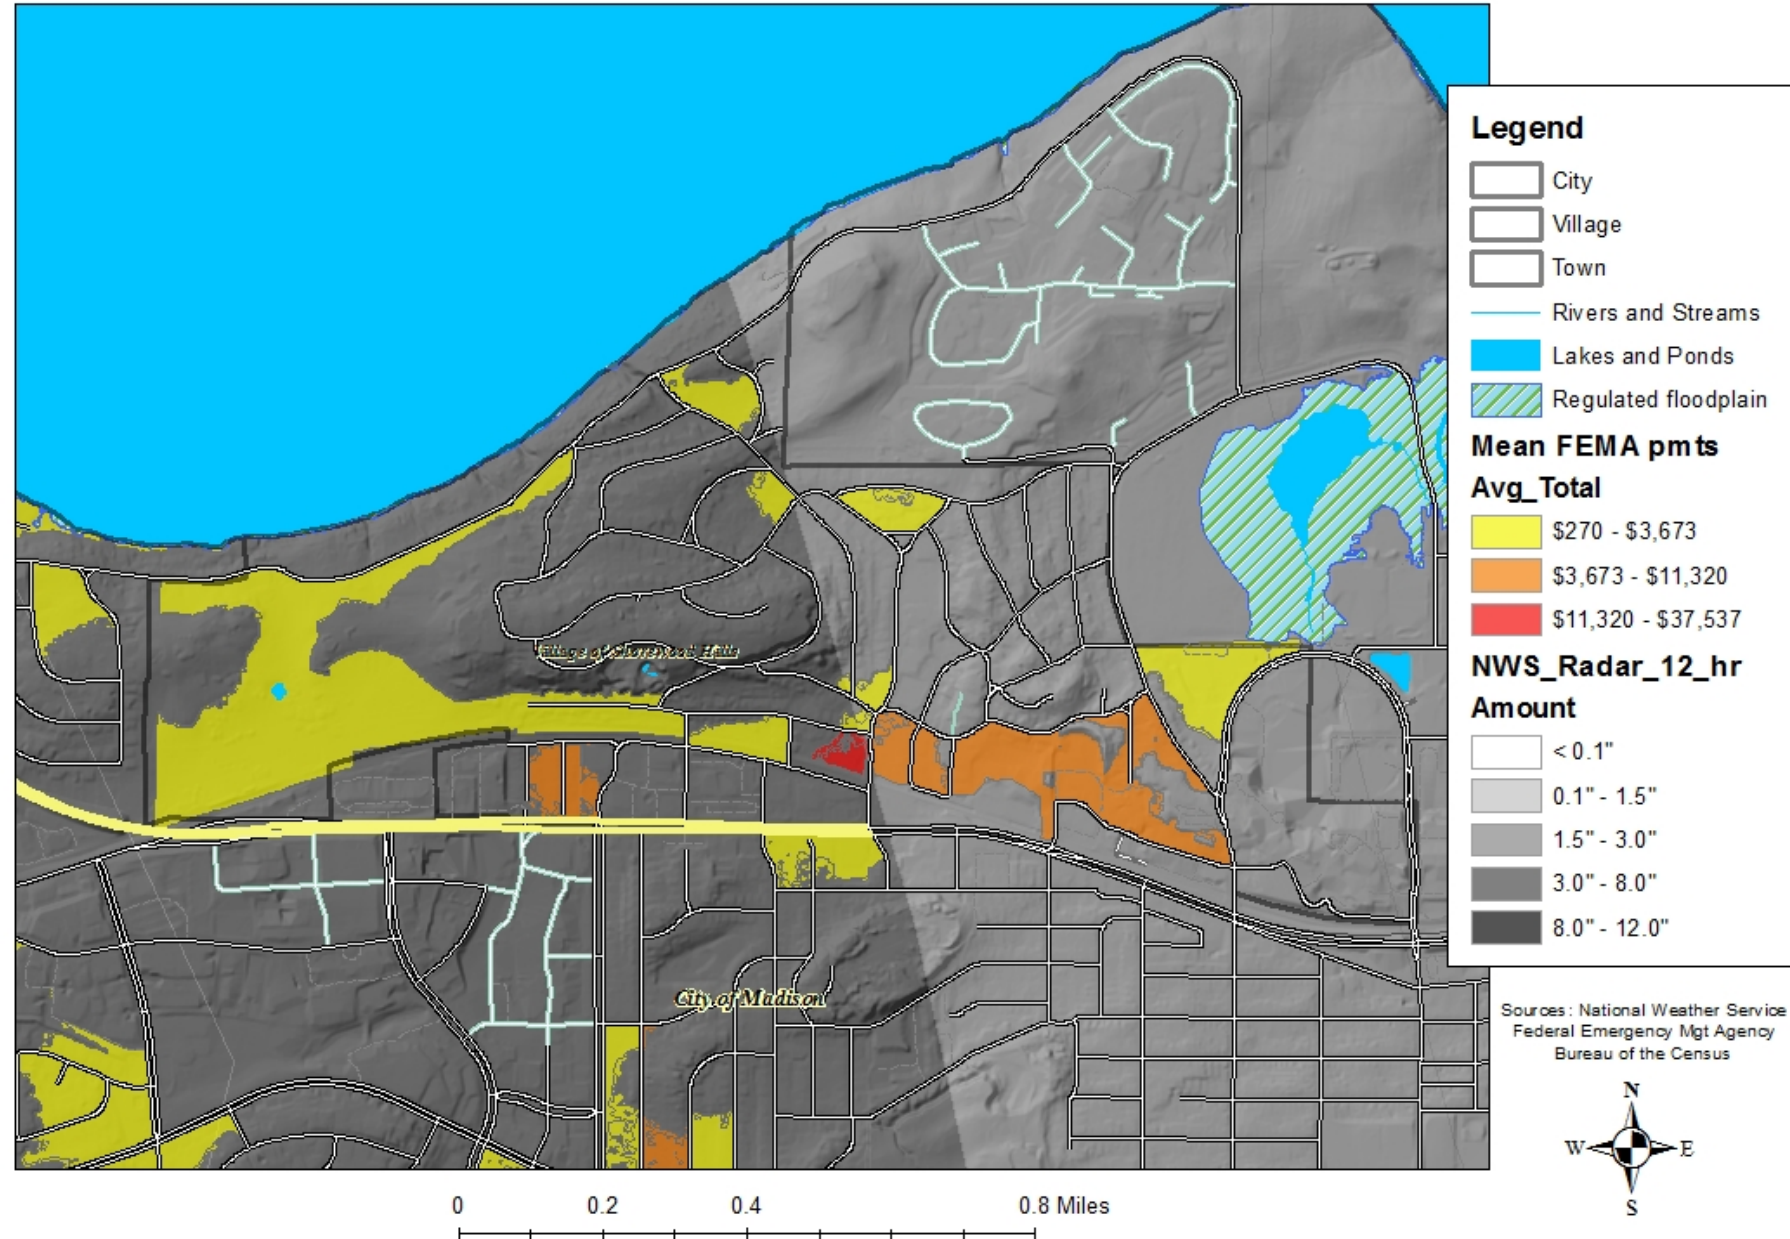 Legend
City
Village
Town
Rivers and Streams
Lakes and Ponds
Regulated floodplain
Mean FEMA pmts
Avg_Total
$270 - $3,673
$3,673 - $11,320
$11,320 - $37,537
NWS_Radar_12_hr
Amount
< 0.1"
0.1" - 1.5"
1.5" - 3.0"
3.0" - 8.0"
8.0" - 12.0"
Village of Shorewood Hills
City of Madison
Sources: National Weather Service
Federal Emergency Mgt Agency
Bureau of the Census
N
W E
S
0 0.2 0.4 0.8 Miles